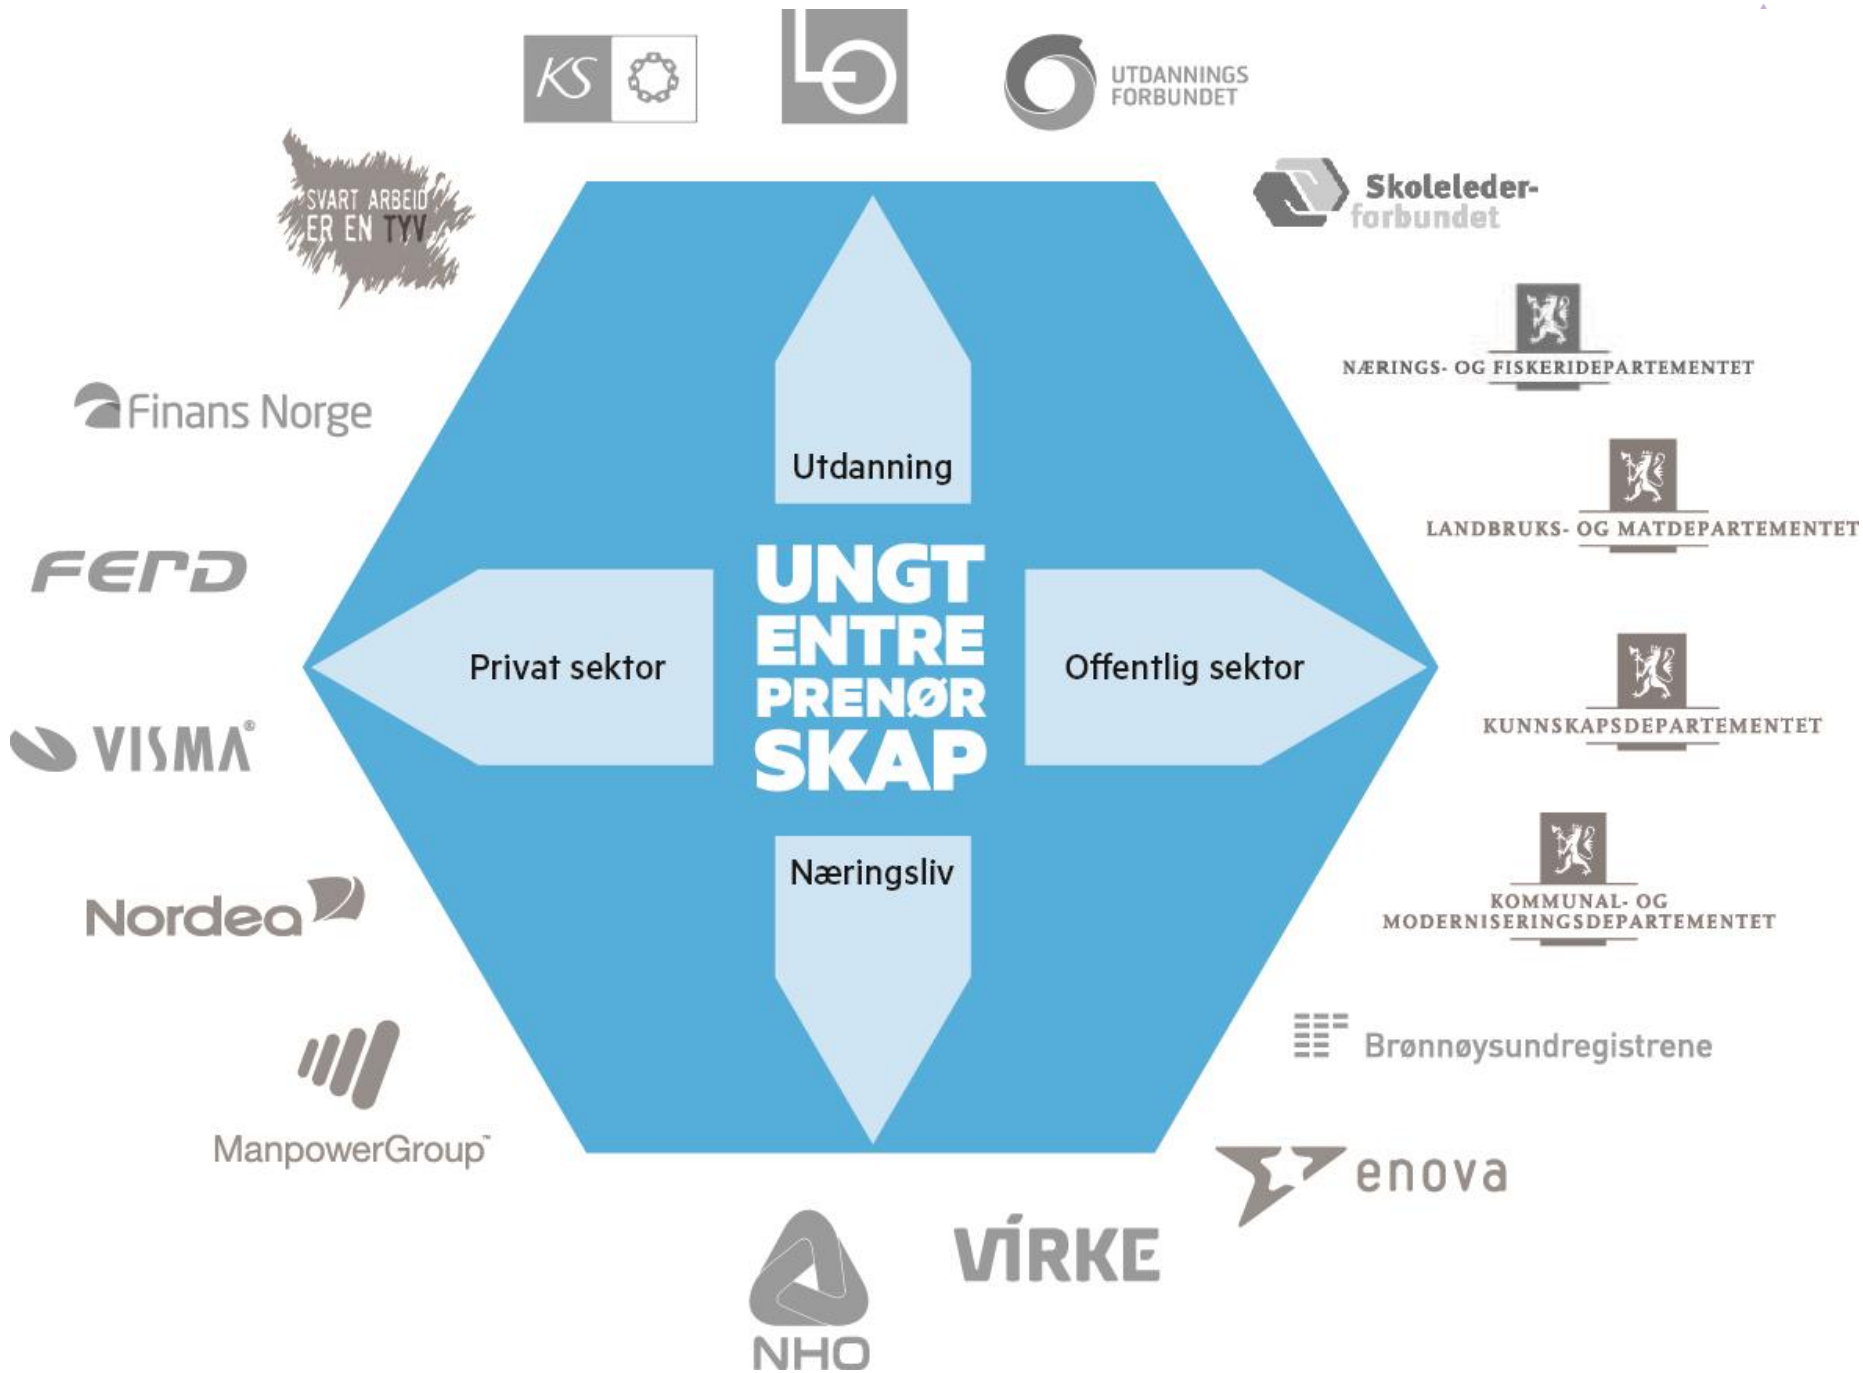 KS
LO
UTDANNINGS
FORBUNDET
SVART ARBEID
ER EN TYV
Skoleleder-
forbundet
NÆRINGS- OG FISKERIDEPARTEMENTET
Finans Norge
Utdanning
LANDBRUKS- OG MATDEPARTEMENTET
FERD
UNGT
ENTRE
PRENØR
SKAP
Privat sektor
Offentlig sektor
KUNNSKAPSDEPARTEMENTET
VISMA®
Næringsliv
Nordea
KOMMUNAL- OG
MODERNISERINGSDEPARTEMENTET
Brønnøysundregistrene
ManpowerGroup™
enova
VIRKE
NHO